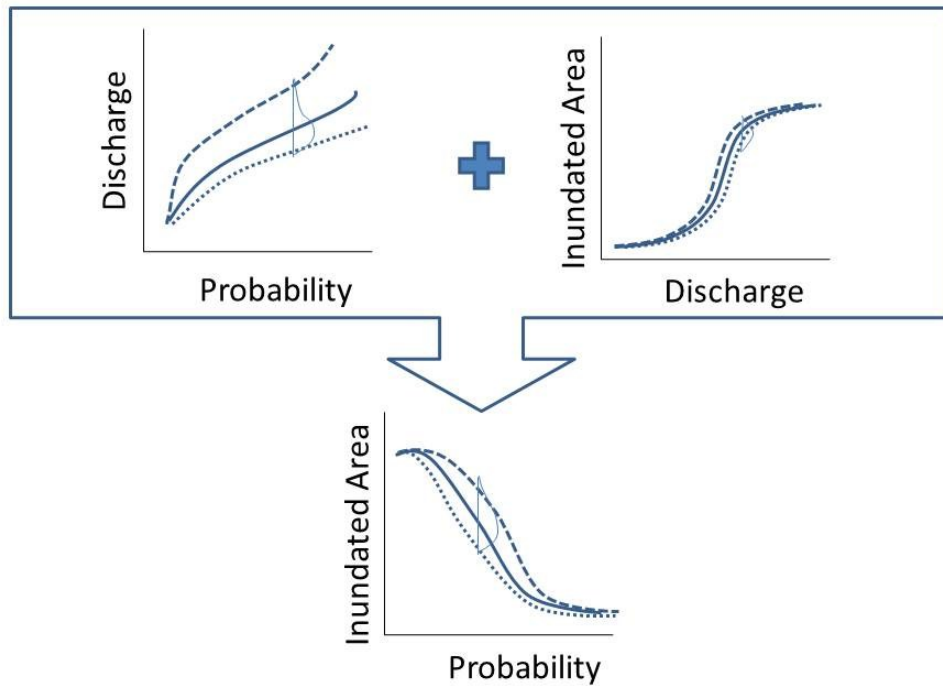 Discharge
Probability
Inundated Area
Discharge
Inundated Area
Probability